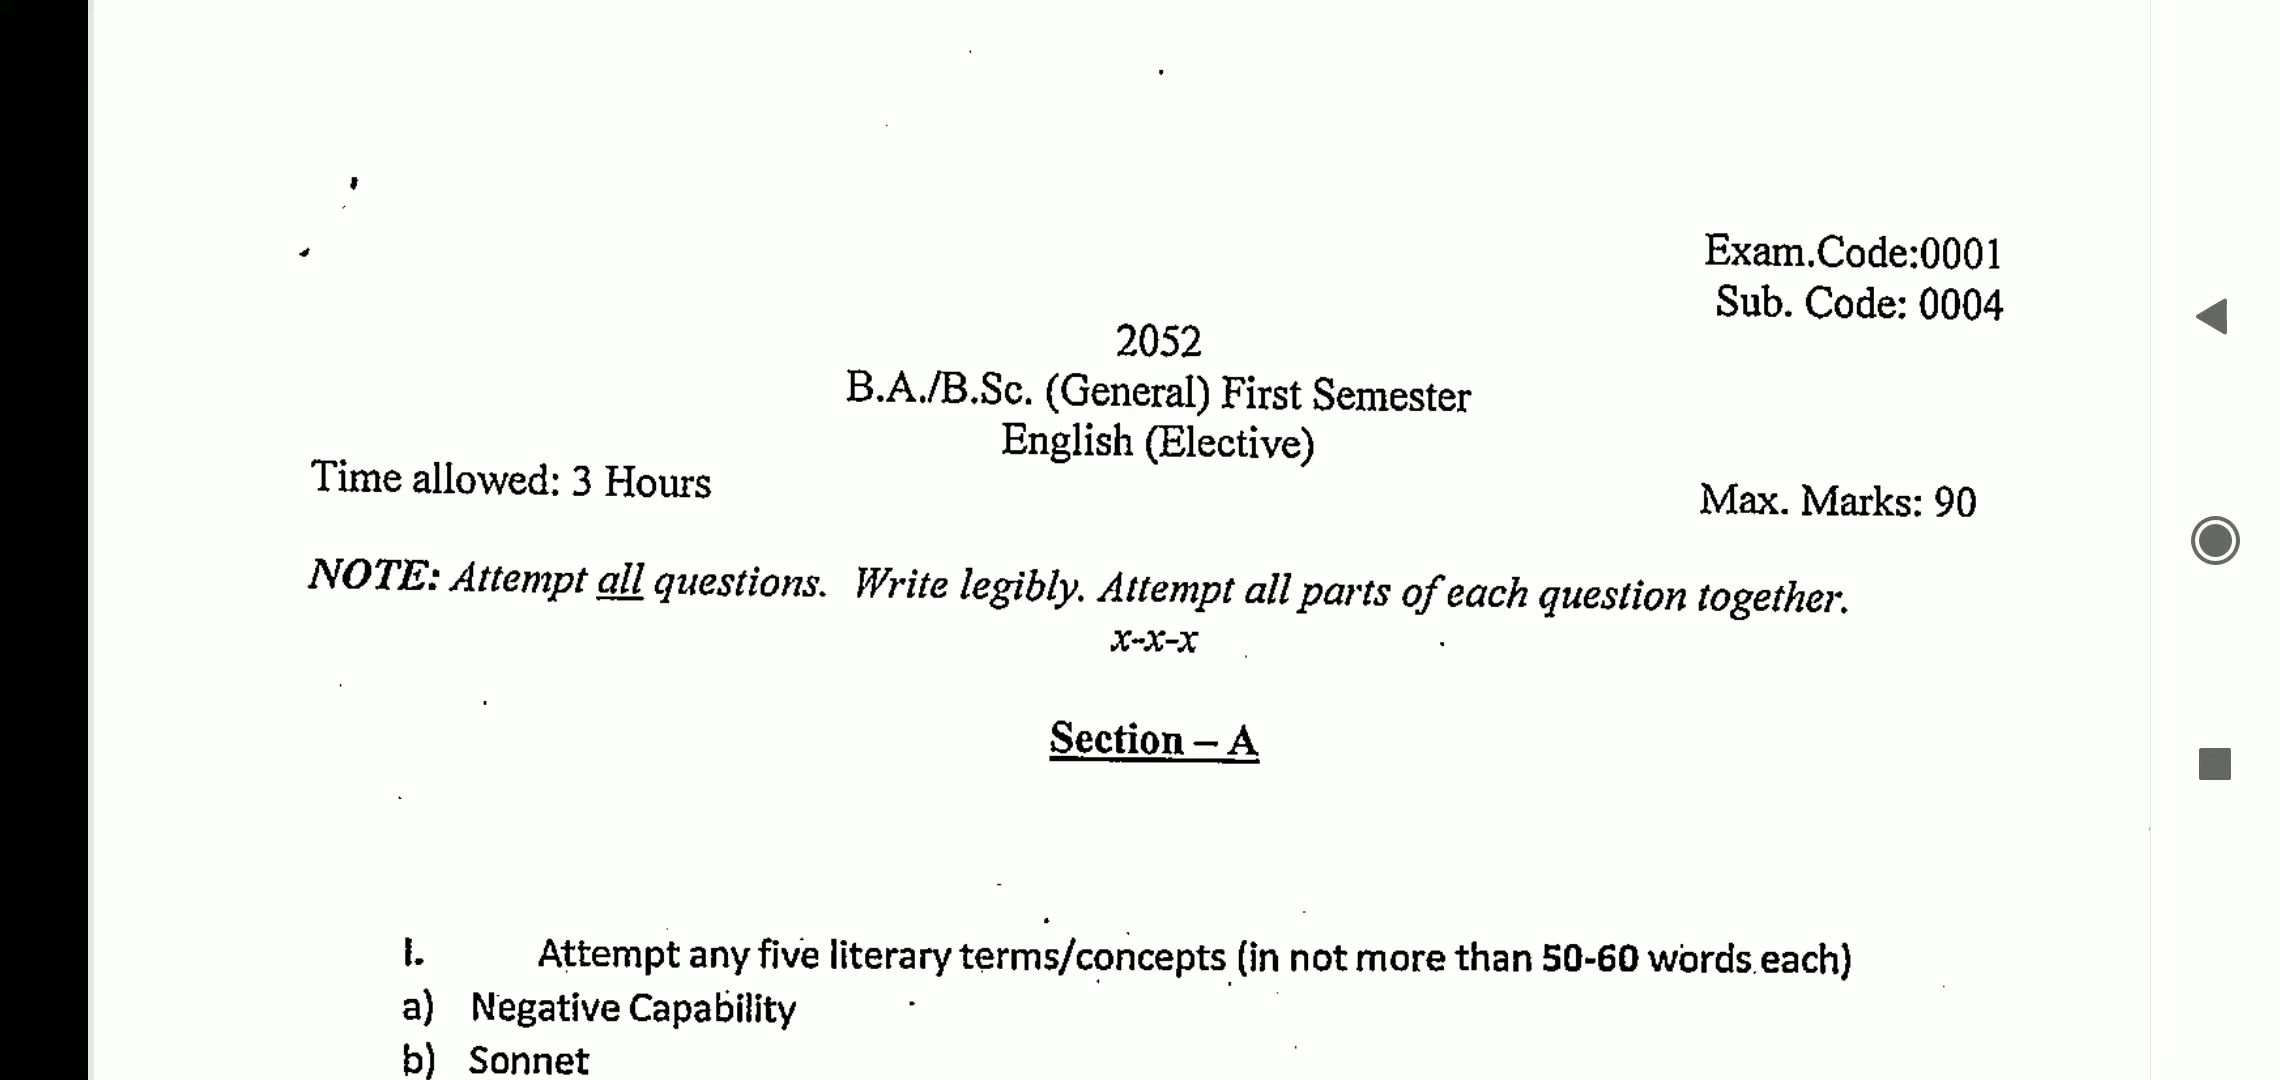 Exam.Code:0001
Sub. Code: 0004
2052
B.A./B.Sc. (General) First Semester
English (Elective)
Time allowed: 3 Hours
Max. Marks: 90
NOTE: Attempt all questions. Write legibly. Attempt all parts of each question together.
x-x-x
Section – A
I. Attempt any five literary terms/concepts (in not more than 50-60 words each)
a) Negative Capability
b) Sonnet